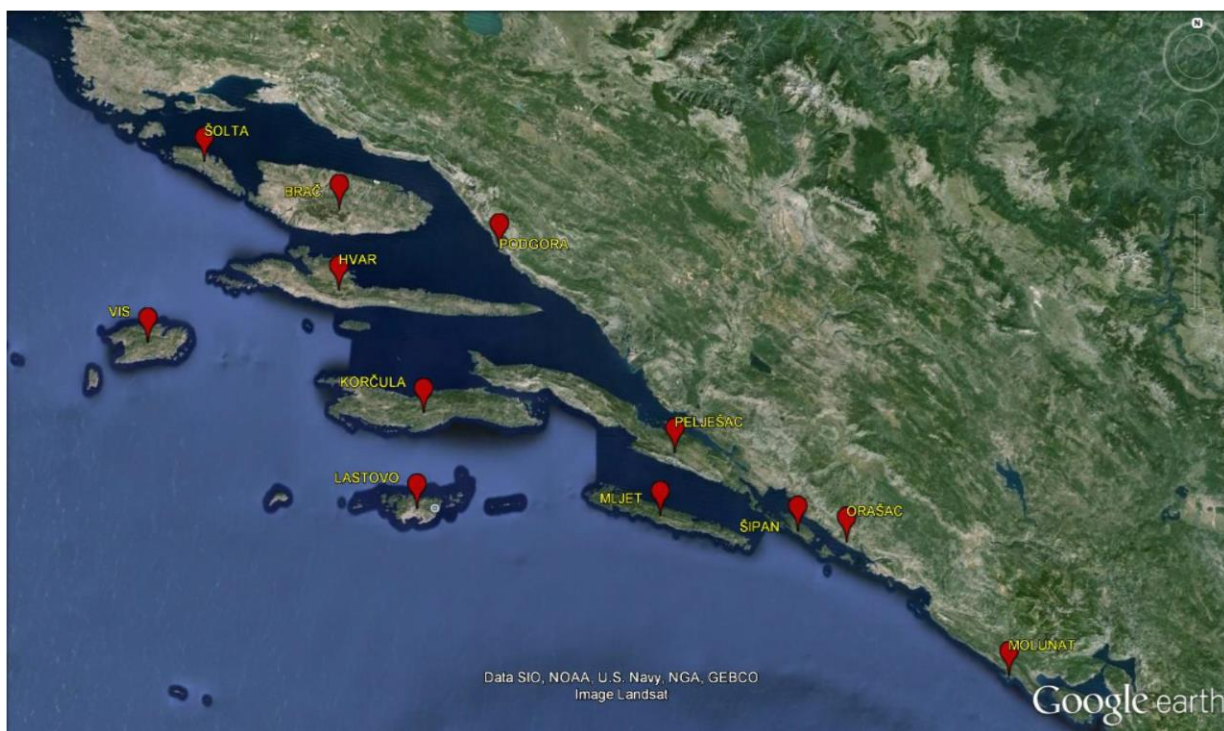 N
ŠOLTA
BRAČ
PODGORA
HVAR
VIS
KORČULA
PELJEŠAC
LASTOVO
MLJET
ŠIPAN
ORAŠAC
MOLUNAT
Data SIO, NOAA, U.S. Navy, NGA, GEBCO
Image Landsat
Google earth